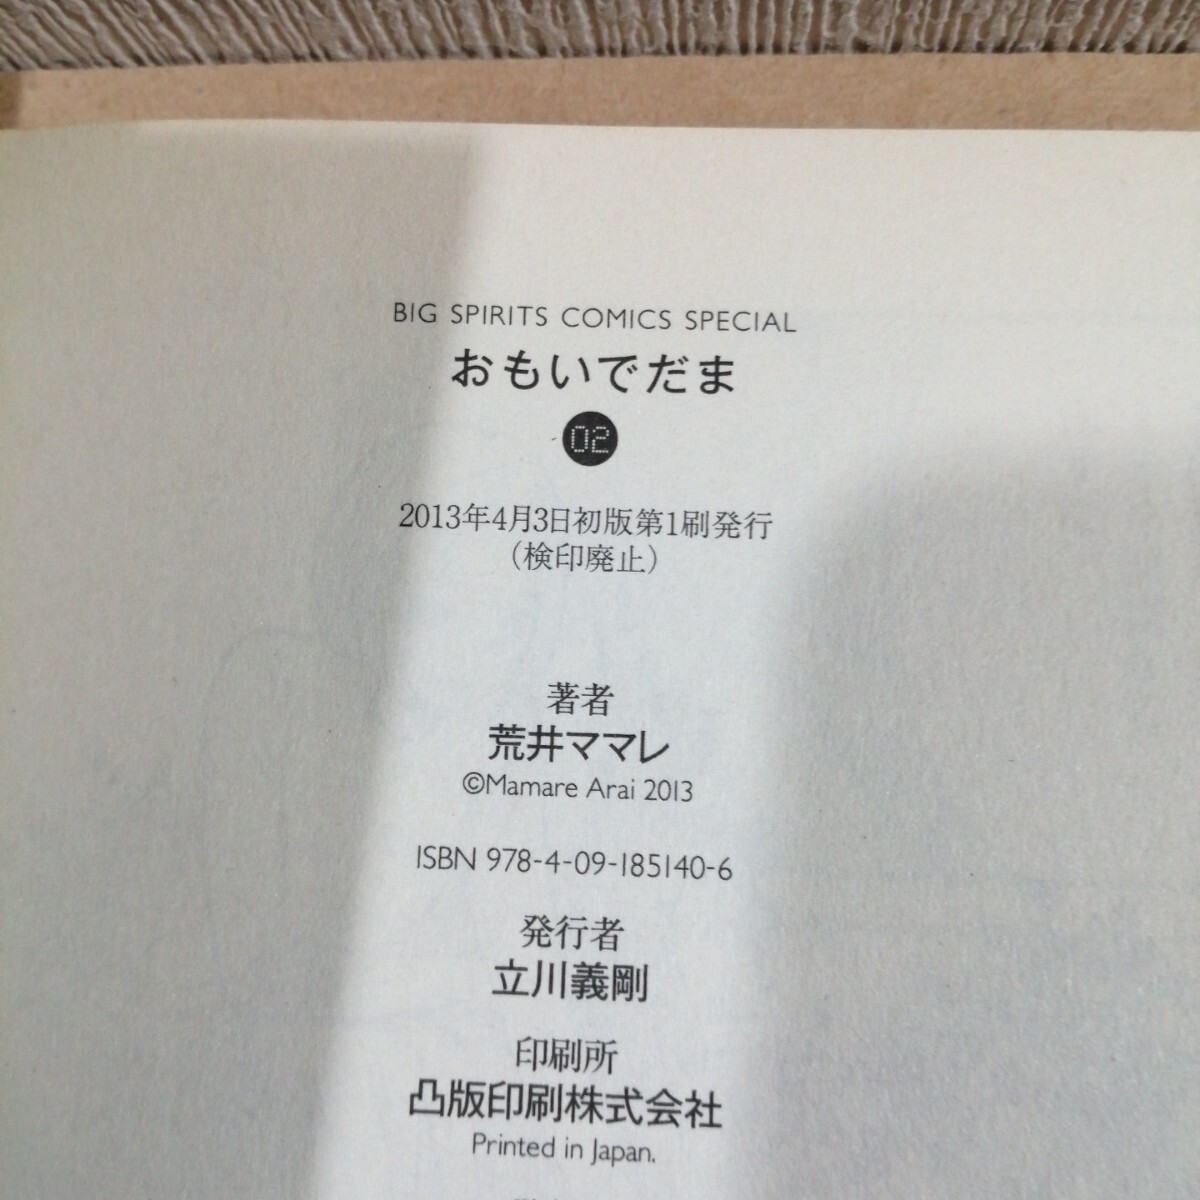 BIG SPIRITS COMICS SPECIAL
おもいでだま
02
2013年4月3日初版第1刷発行
（検印廃止）
著者
荒井ママレ
©Mamare Arai 2013
ISBN 978-4-09-185140-6
発行者
立川義剛
印刷所
凸版印刷株式会社
Printed in Japan.